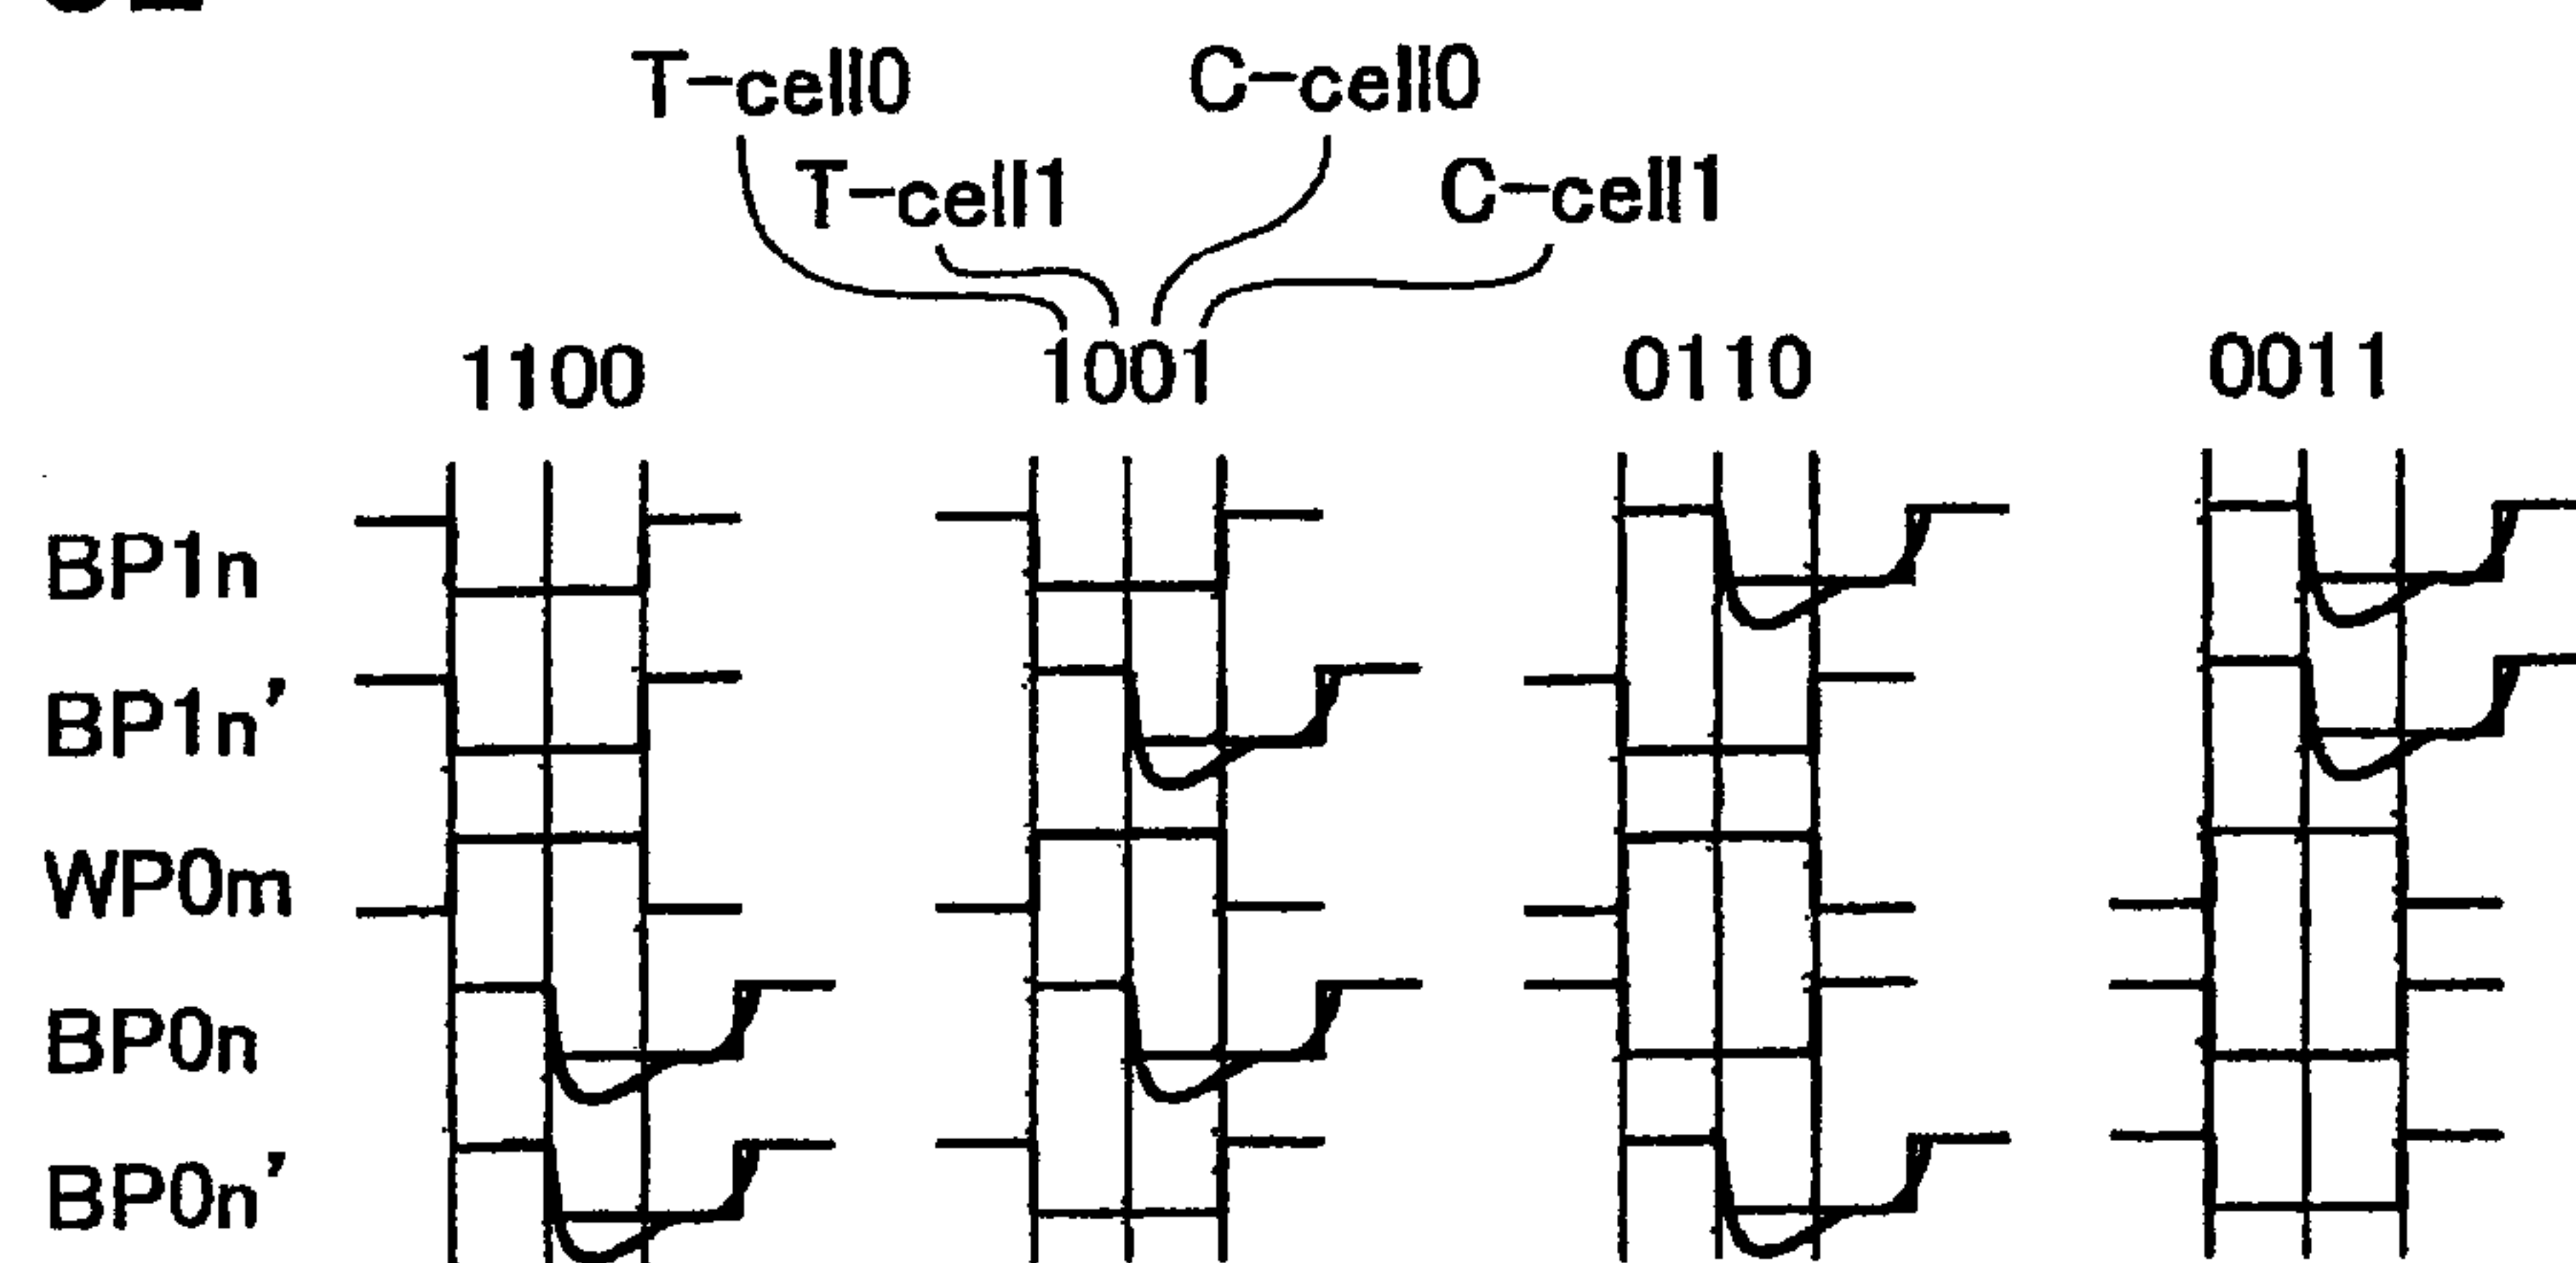 T-cell0 C-cell0
T-cell1 C-cell1
1100 1001 0110 0011
BP1n
BP1n’
WP0m
BP0n
BP0n’